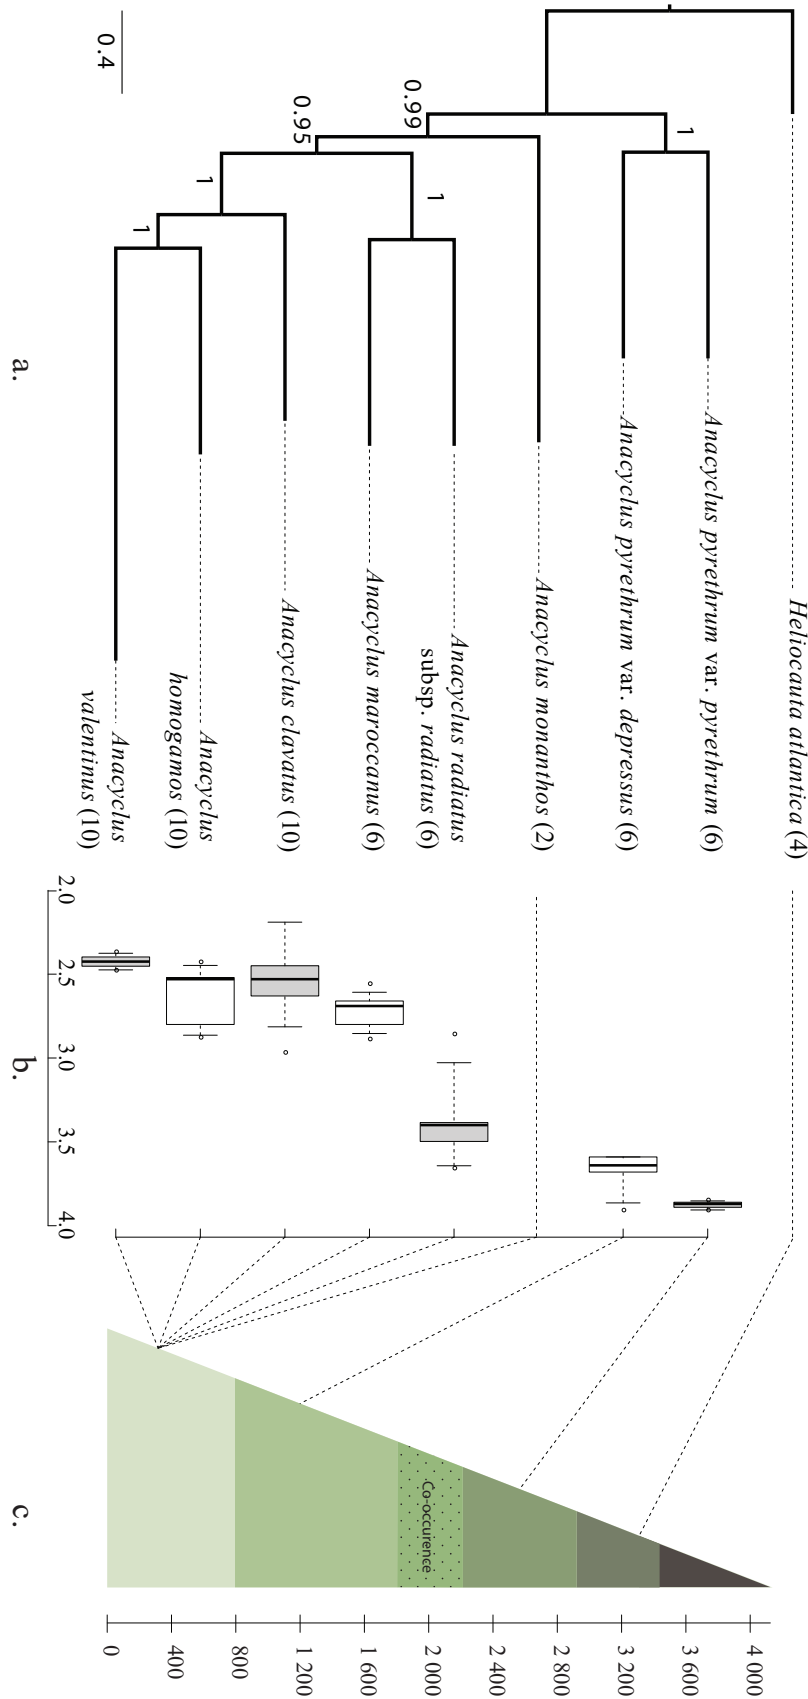 0.4
1
0.99
0.95
1
1
1
Heliocauta atlantica (4)
Anacyclus pyrethrum var. pyrethrum (6)
Anacyclus pyrethrum var. depressus (6)
Anacyclus monanthos (2)
Anacyclus radiatus
subsp. radiatus (6)
Anacyclus maroccanus (6)
Anacyclus clavatus (10)
Anacyclus
homogamos (10)
Anacyclus
valentinus (10)
a.
2.0
2.5
3.0
3.5
4.0
b.
Co-occurence
4 000
3 600
3 200
2 800
2 400
2 000
1 600
1 200
800
400
0
c.